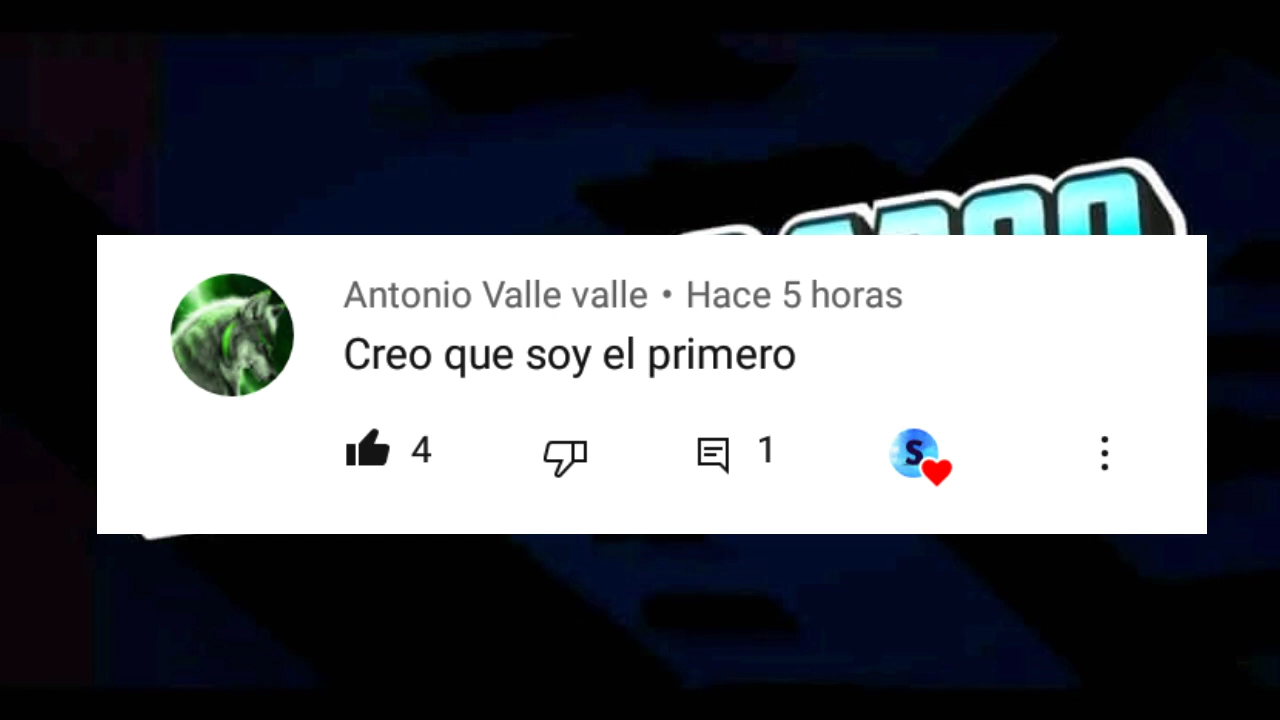 Antonio Valle valle • Hace 5 horas
Creo que soy el primero
4 1 S